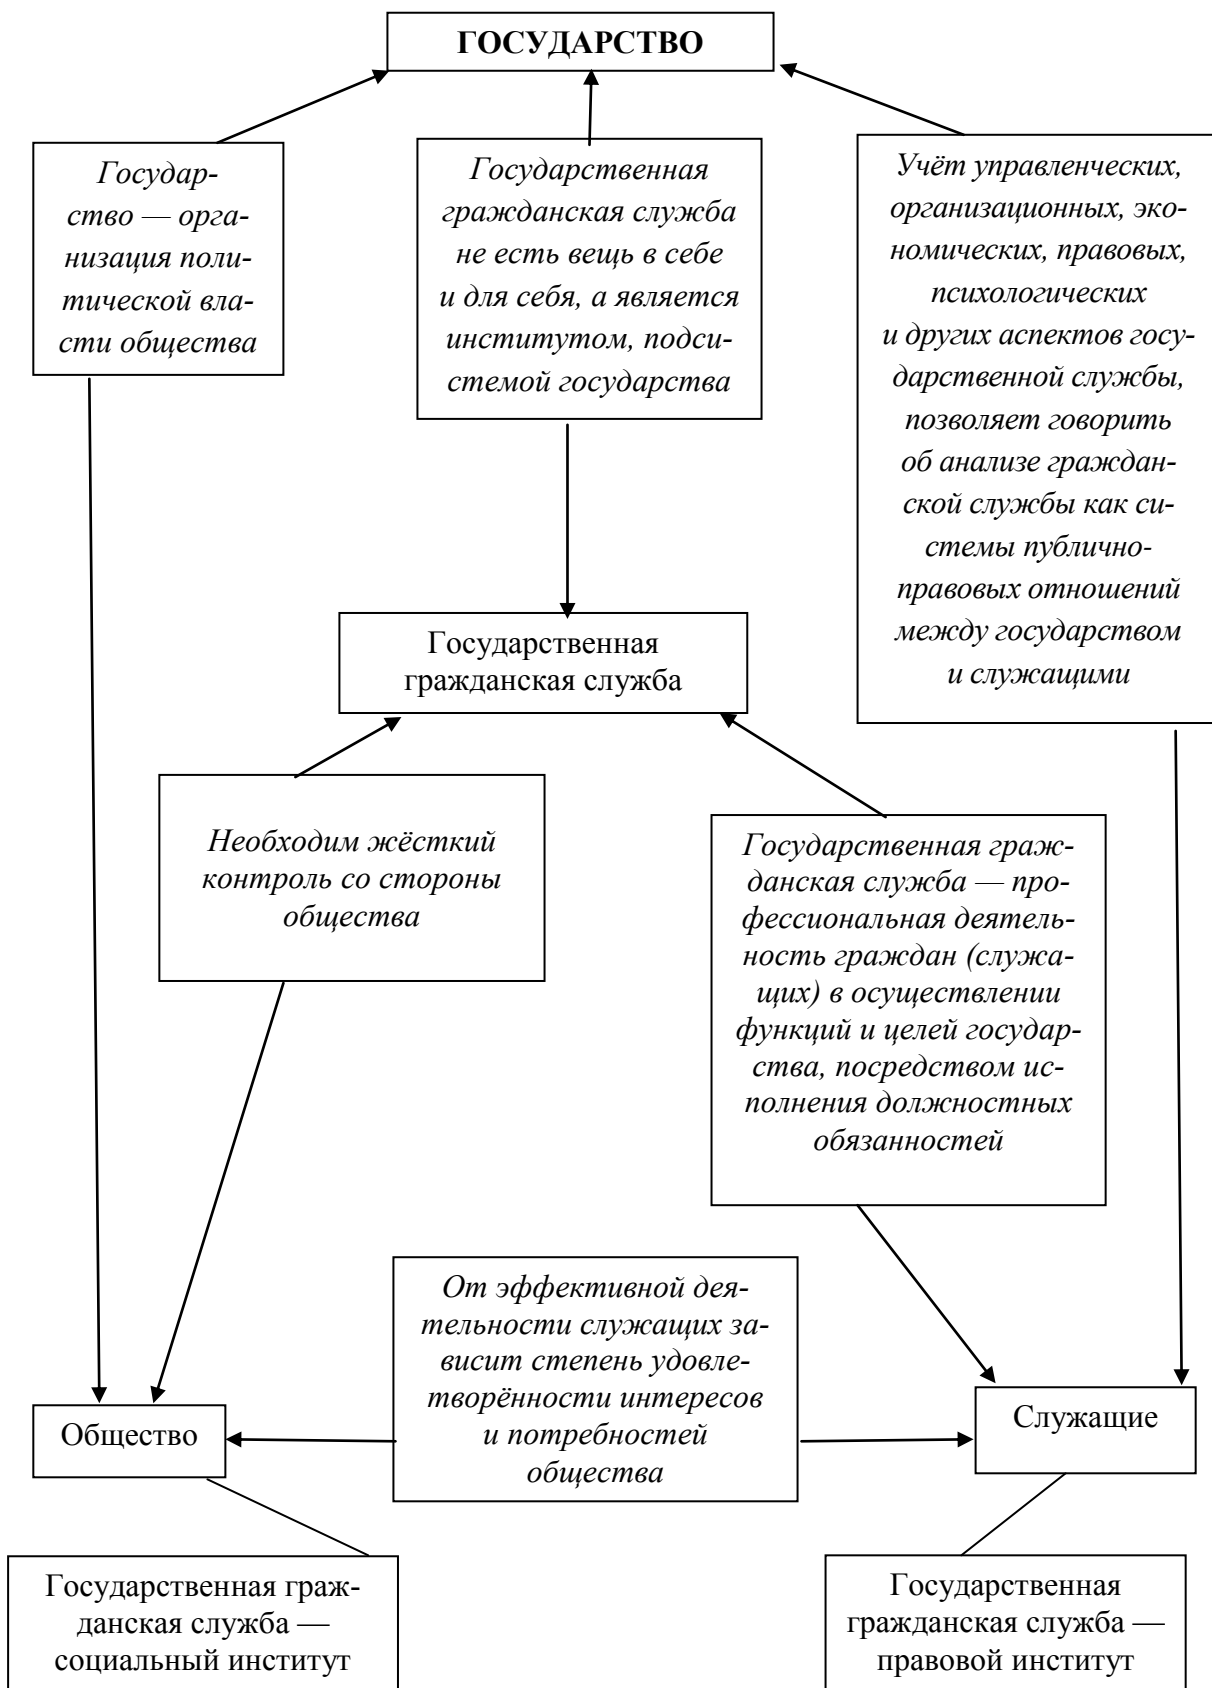 ГОСУДАРСТВО
Государ-
ство — орга-
низация поли-
тической вла-
сти общества
Государственная
гражданская служба
не есть вещь в себе
и для себя, а является
институтом, подси-
стемой государства
Учёт управленческих,
организационных, эко-
номических, правовых,
психологических
и других аспектов госу-
дарственной службы,
позволяет говорить
об анализе граждан-
ской службы как си-
стемы публично-
правовых отношений
между государством
и служащими
Государственная
гражданская служба
Необходим жёсткий
контроль со стороны
общества
Государственная граж-
данская служба — про-
фессиональная деятель-
ность граждан (служа-
щих) в осуществлении
функций и целей государ-
ства, посредством ис-
полнения должностных
обязанностей
От эффективной дея-
тельности служащих за-
висит степень удовле-
творённости интересов
и потребностей
общества
Общество
Служащие
Государственная граж-
данская служба —
социальный институт
Государственная
гражданская служба —
правовой институт